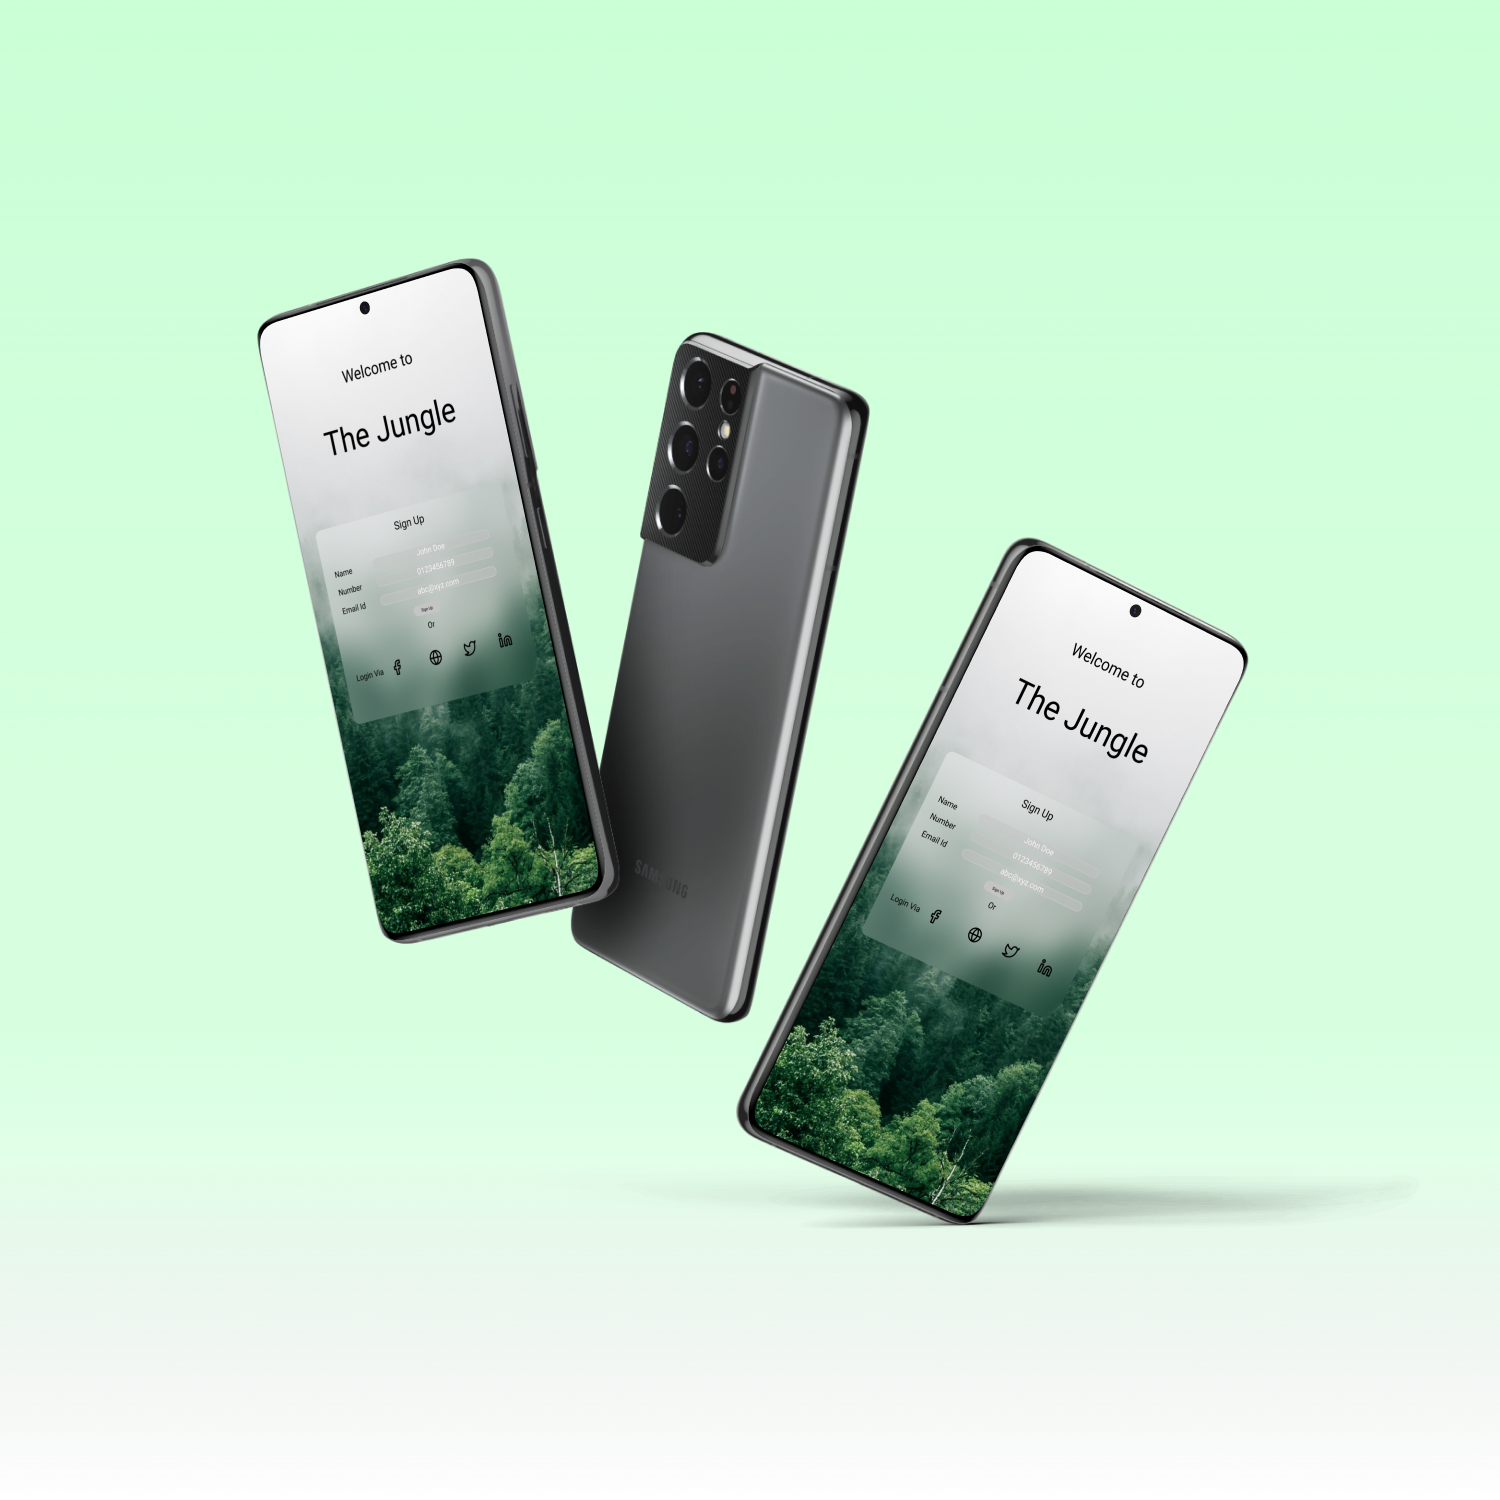 Welcome to
The Jungle
Sign Up
Name
John Doe
Number
0123456789
Email Id
abc@xyz.com
Sign Up
Or
Login Via
SAMSUNG
Welcome to
The Jungle
Sign Up
Name
John Doe
Number
0123456789
Email Id
abc@xyz.com
Sign Up
Or
Login Via